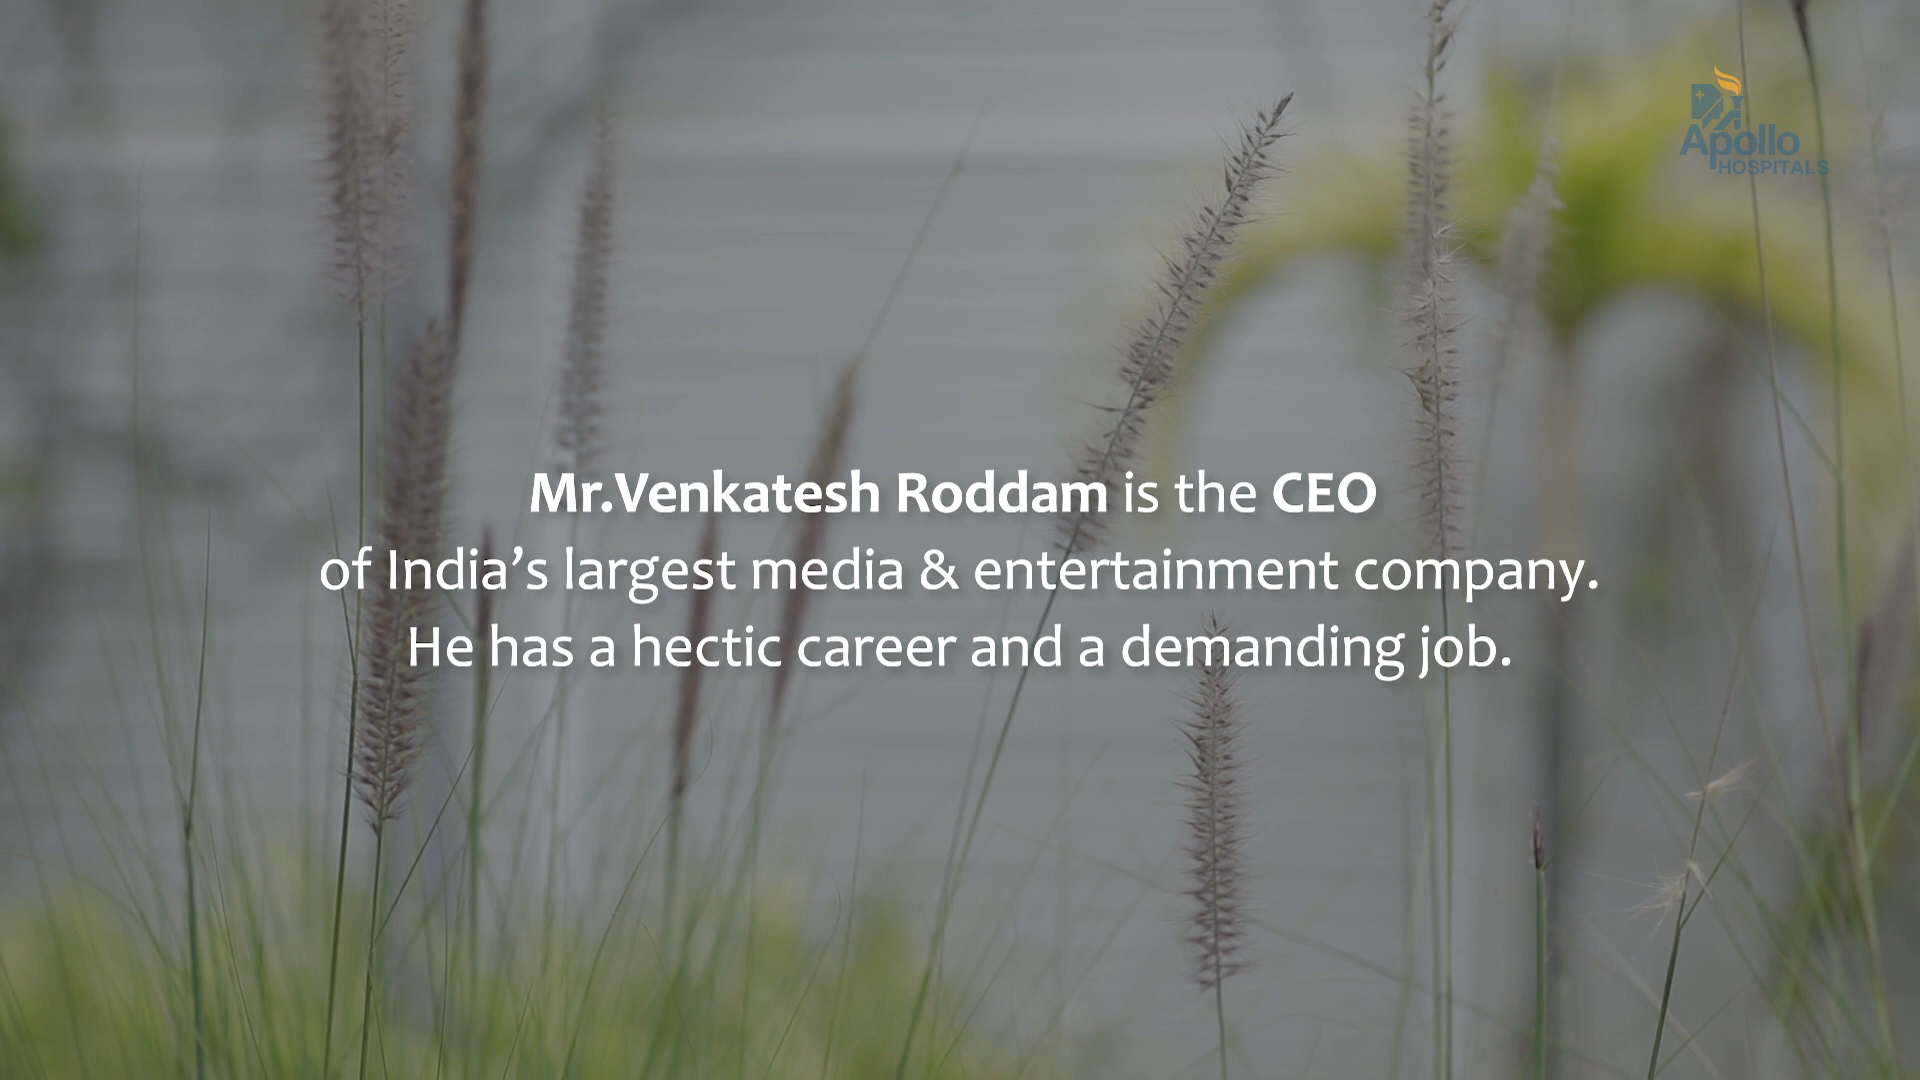 Apollo
HOSPITALS
Mr.Venkatesh Roddam is the CEO
of India’s largest media & entertainment company.
He has a hectic career and a demanding job.